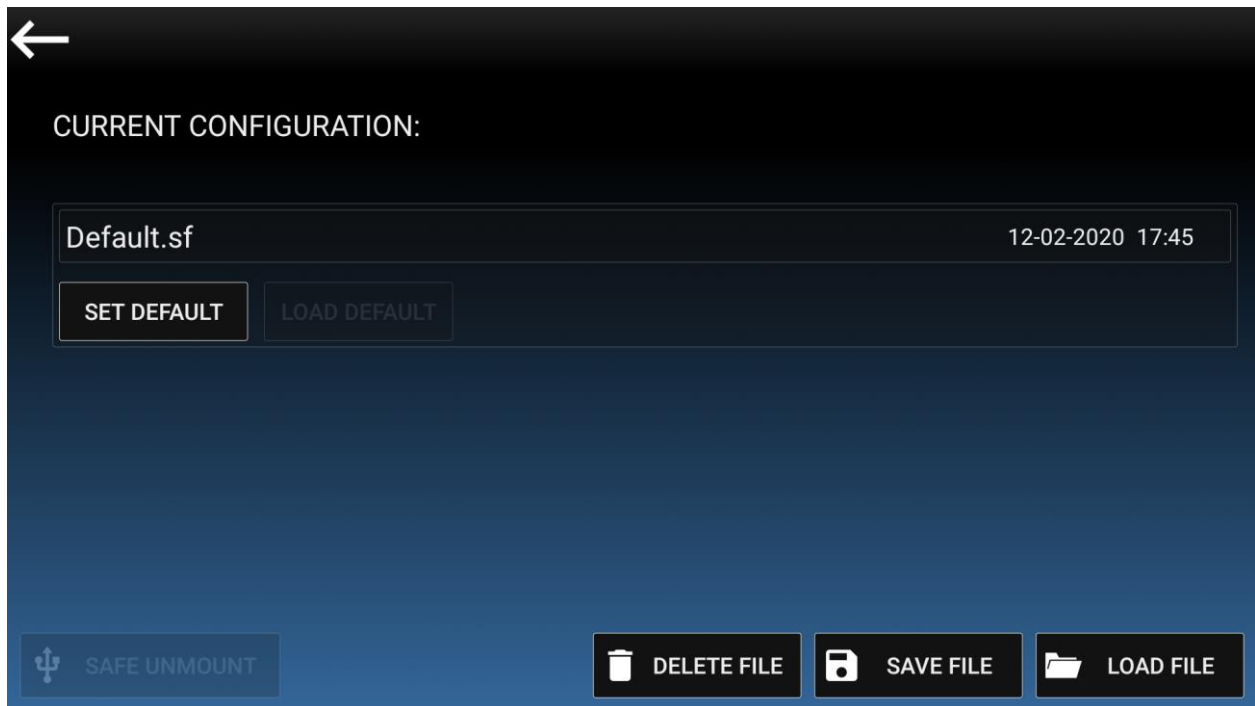 CURRENT CONFIGURATION:
Default.sf 12-02-2020 17:45
SET DEFAULT LOAD DEFAULT
SAFE UNMOUNT DELETE FILE SAVE FILE LOAD FILE